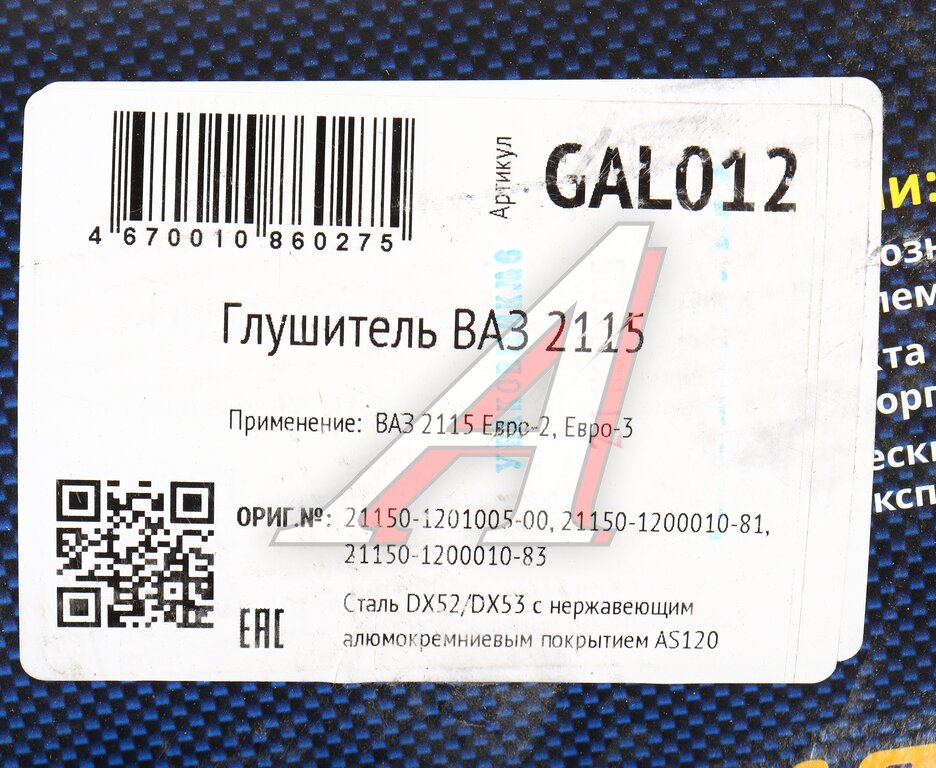 4 670010 860275
Артикул
GAL012
Глушитель ВАЗ 2115
Применение: ВАЗ 2115 Евро-2, Евро-3
ОРИГ.№: 21150-1201005-00, 21150-1200010-81,
21150-1200010-83
EAC
Сталь DX52/DX53 с нержавеющим
алюмокремниевым покрытием AS120
и: